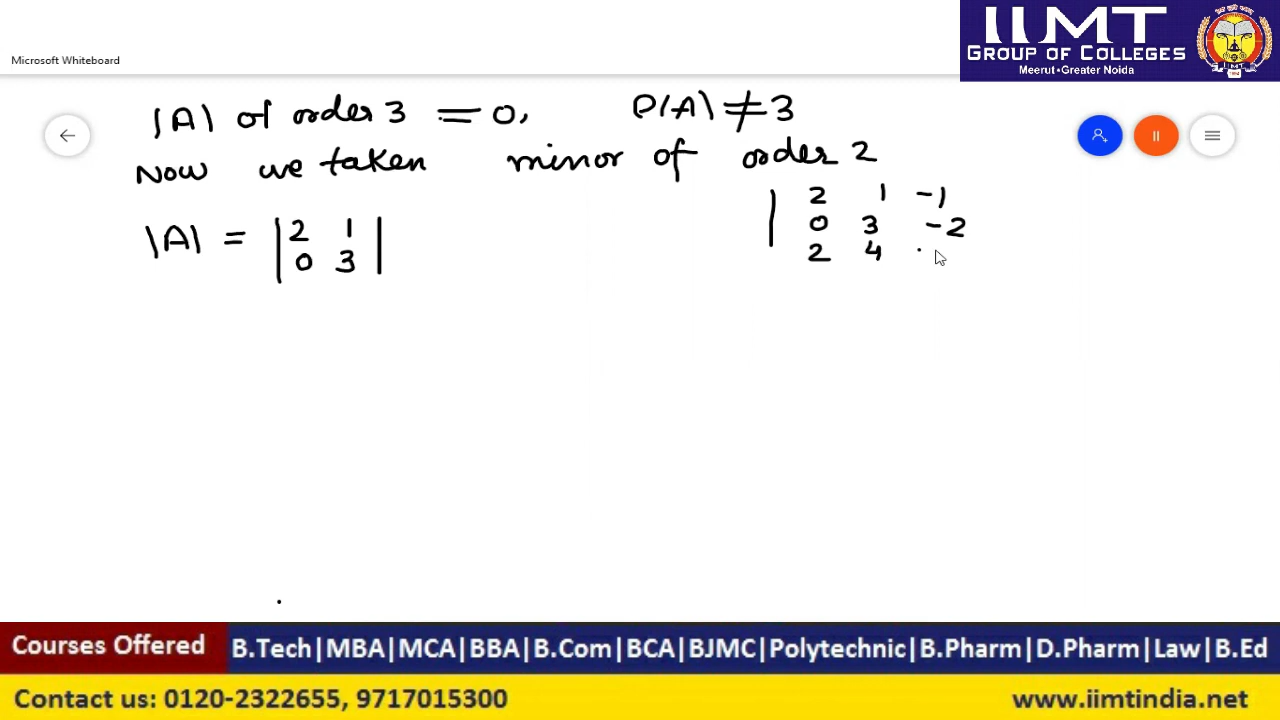 IIMT
GROUP OF COLLEGES
Meerut•Greater Noida
Microsoft Whiteboard
|A| of order 3 = 0, P(A) ≠ 3
Now we taken minor of order 2
|A| = | 2 1 |
| 0 3 |
| 2 1 -1
0 3 -2
2 4
Courses Offered B.Tech|MBA|MCA|BBA|B.Com|BCA|BJMC|Polytechnic|B.Pharm|D.Pharm|Law|B.Ed
Contact us: 0120-2322655, 9717015300 www.iimtindia.net